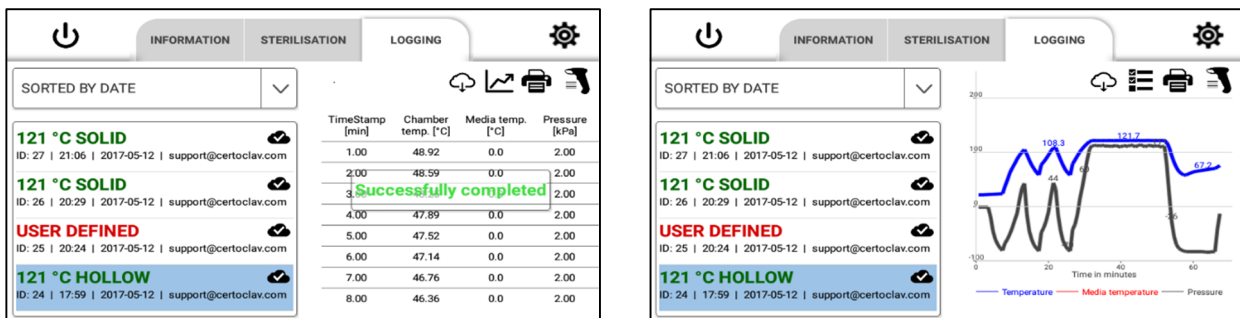 INFORMATION STERILISATION LOGGING
SORTED BY DATE
121 °C SOLID
ID: 27 | 21:06 | 2017-05-12 | support@certoclav.com
121 °C SOLID
ID: 26 | 20:29 | 2017-05-12 | support@certoclav.com
USER DEFINED
ID: 25 | 20:24 | 2017-05-12 | support@certoclav.com
121 °C HOLLOW
ID: 24 | 17:59 | 2017-05-12 | support@certoclav.com
TimeStamp Chamber Media temp. Pressure
[min] temp. [°C] [°C] [kPa]
1.00 48.92 0.0 2.00
2.00 48.59 0.0 2.00
2.00
Successfully completed
4.00 47.89 0.0 2.00
5.00 47.52 0.0 2.00
6.00 47.14 0.0 2.00
7.00 46.76 0.0 2.00
8.00 46.36 0.0 2.00
INFORMATION STERILISATION LOGGING
SORTED BY DATE
121 °C SOLID
ID: 27 | 21:06 | 2017-05-12 | support@certoclav.com
121 °C SOLID
ID: 26 | 20:29 | 2017-05-12 | support@certoclav.com
USER DEFINED
ID: 25 | 20:24 | 2017-05-12 | support@certoclav.com
121 °C HOLLOW
ID: 24 | 17:59 | 2017-05-12 | support@certoclav.com
200
108.3 121.7
67.2
44
-100
0 20 40 60
Time in minutes
Temperature Media temperature Pressure